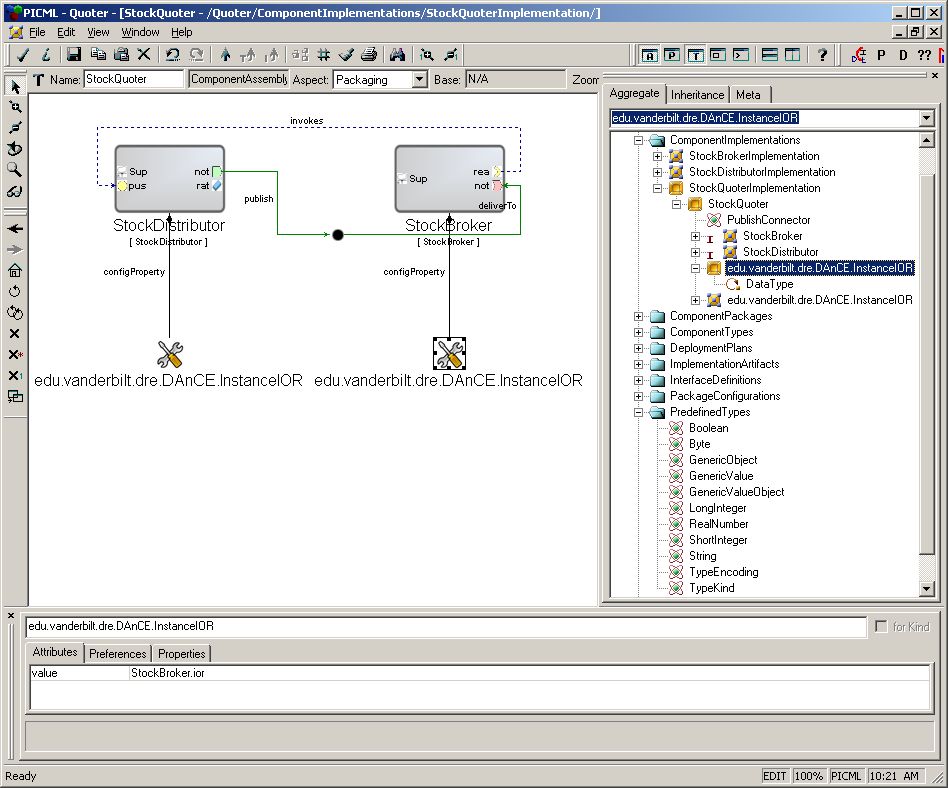 PICML - Quoter - [StockQuoter - /Quoter/ComponentImplementations/StockQuoterImplementation/]
File Edit View Window Help
P D ??
A P T
T Name: StockQuoter ComponentAssembly Aspect: Packaging Base: N/A Zoom
invokes
Sup not
pus rat
publish
StockDistributor
[ StockDistributor ]
configProperty
edu.vanderbilt.dre.DAnCE.InstanceIOR
Sup rea
not
deliverTo
StockBroker
[ StockBroker ]
configProperty
edu.vanderbilt.dre.DAnCE.InstanceIOR
Aggregate Inheritance Meta
edu.vanderbilt.dre.DAnCE.InstanceIOR
ComponentImplementations
StockBrokerImplementation
StockDistributorImplementation
StockQuoterImplementation
StockQuoter
PublishConnector
I StockBroker
I StockDistributor
edu.vanderbilt.dre.DAnCE.InstanceIOR
DataType
edu.vanderbilt.dre.DAnCE.InstanceIOR
ComponentPackages
ComponentTypes
DeploymentPlans
ImplementationArtifacts
InterfaceDefinitions
PackageConfigurations
PredefinedTypes
Boolean
Byte
GenericObject
GenericValue
GenericValueObject
LongInteger
RealNumber
ShortInteger
String
TypeEncoding
TypeKind
edu.vanderbilt.dre.DAnCE.InstanceIOR for Kind
Attributes Preferences Properties
value StockBroker.ior
Ready EDIT 100% PICML 10:21 AM